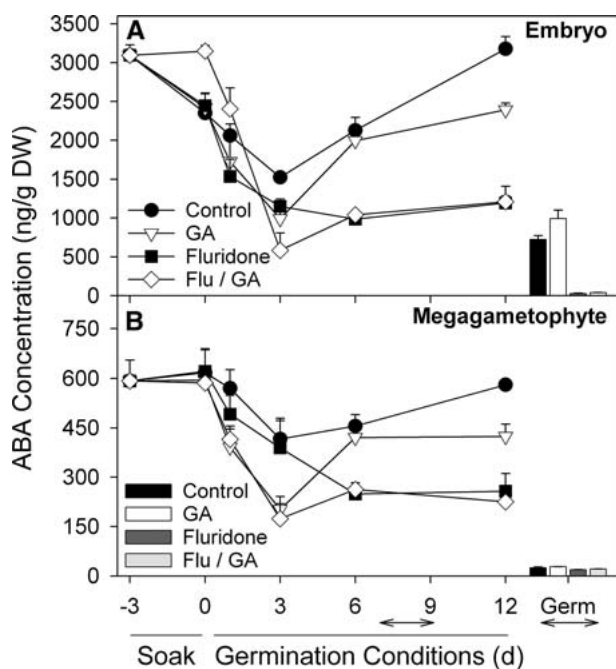 A
Embryo
ABA Concentration (ng/g DW)
3500
3000
2500
2000
1500
1000
500
0
Control
GA
Fluridone
Flu / GA
B
Megagametophyte
750
600
450
300
150
0
Control
GA
Fluridone
Flu / GA
-3 0 3 6 9 12 Germ
Soak Germination Conditions (d)